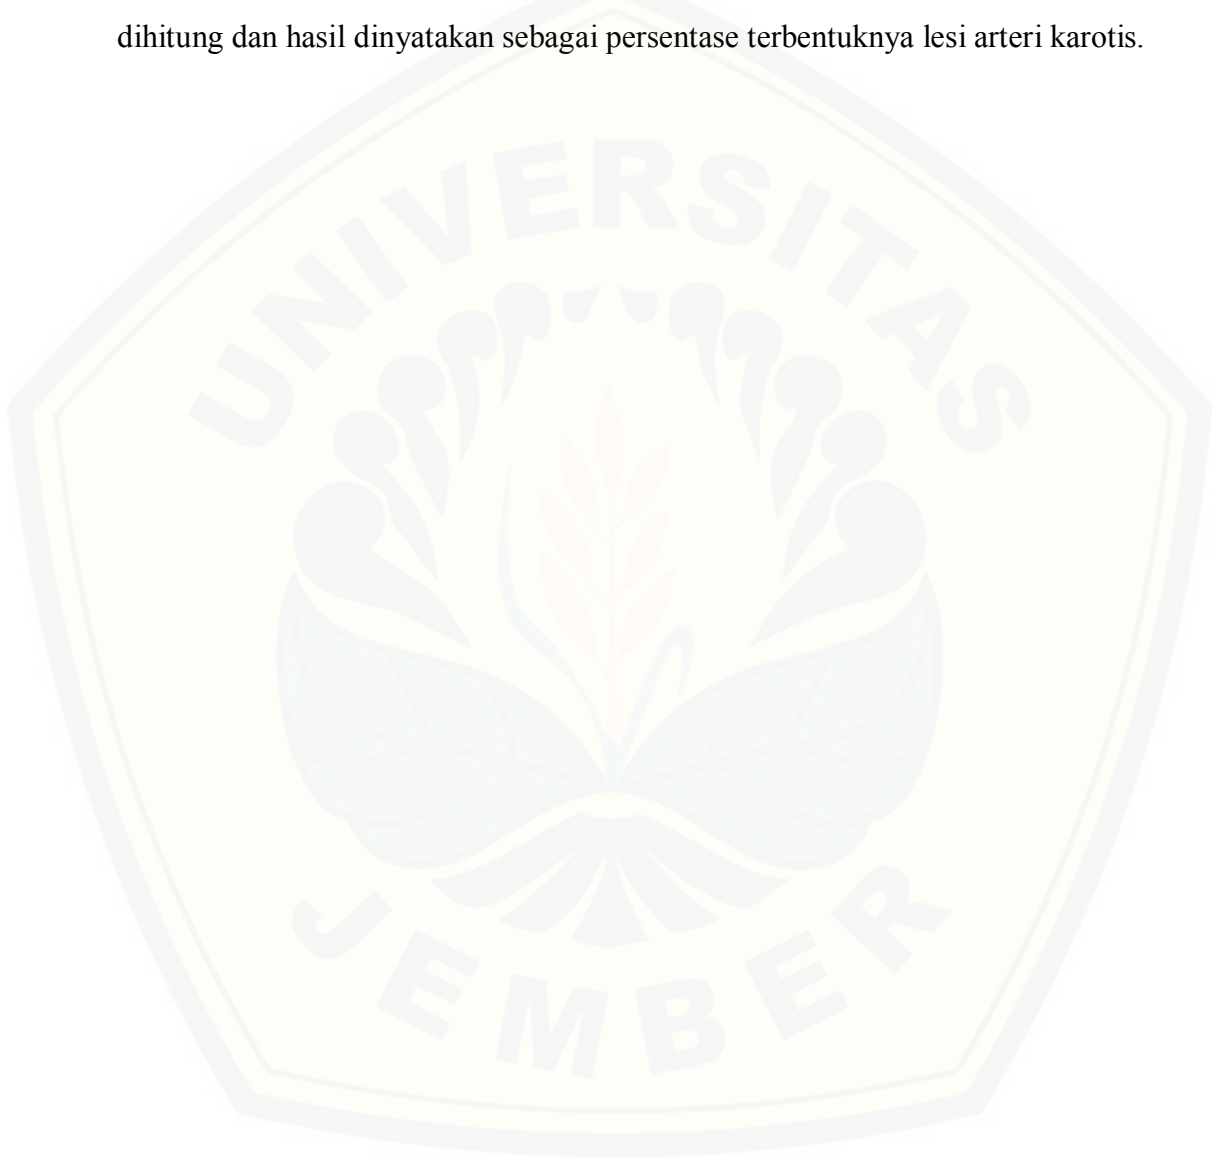 dihitung dan hasil dinyatakan sebagai persentase terbentuknya lesi arteri karotis.
UNIVERSITAS
JEMBER